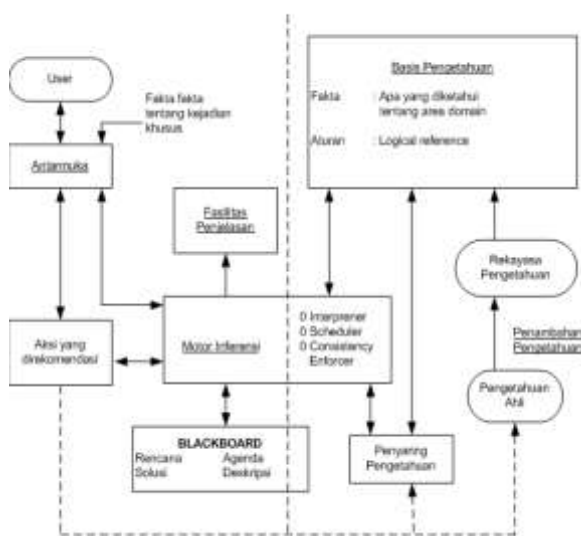 User
Fakta fakta
tentang kejadian
khusus
Antarmuka
Basis Pengetahuan
Fakta : Apa yang diketahui
tentang area domain
Aturan : Logical reference
Fasilitas
Penjelasan
Rekayasa
Pengetahuan
Aksi yang
direkomendasi
Motor Inferensi
0 Interprener
0 Scheduler
0 Consistency
Enforcer
Penambahan
Pengetahuan
Pengetahuan
Ahli
BLACKBOARD
Rencana Agenda
Solusi Deskripsi
Penyaring
Pengetahuan